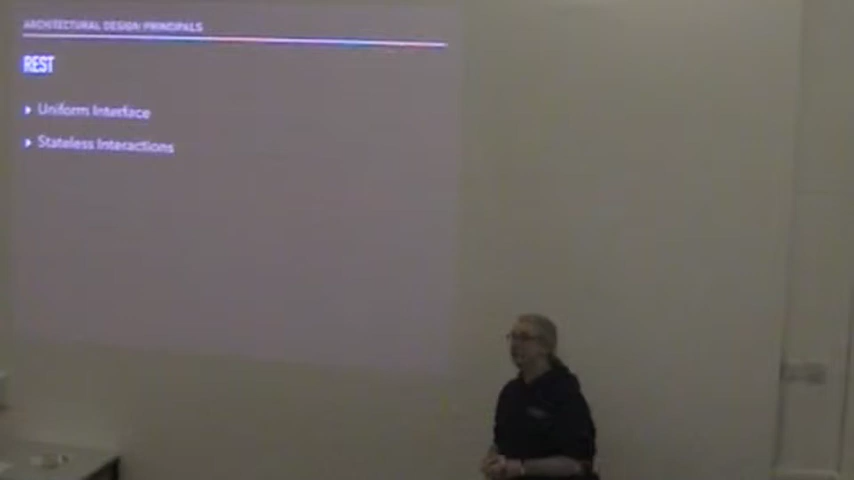 ARCHITECTURAL DESIGN PRINCIPALS
REST
Uniform Interface
Stateless Interactions